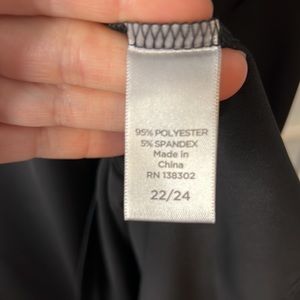 95% POLYESTER
5% SPANDEX
Made in
China
RN 138302
22/24